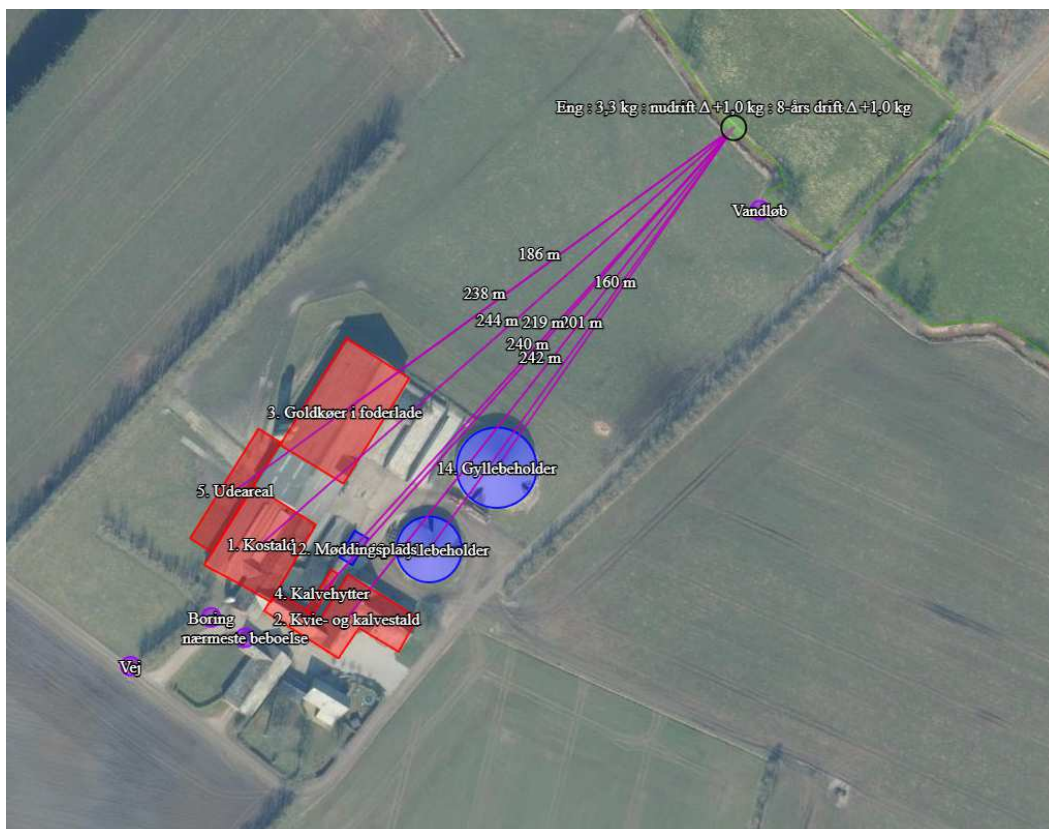 Eng : 3,3 kg : nudrift Δ +1,0 kg : 8-års drift Δ +1,0 kg
Vandløb
186 m
160 m
238 m
244 m
219 m
201 m
240 m
242 m
3. Goldkøer i foderlade
14. Gyllebeholder
5. Udeareal
1. Kostald
12. Møddingsplads
llebeholder
4. Kalvehytter
2. Kvie- og kalvestald
Boring
nærmeste beboelse
Vej